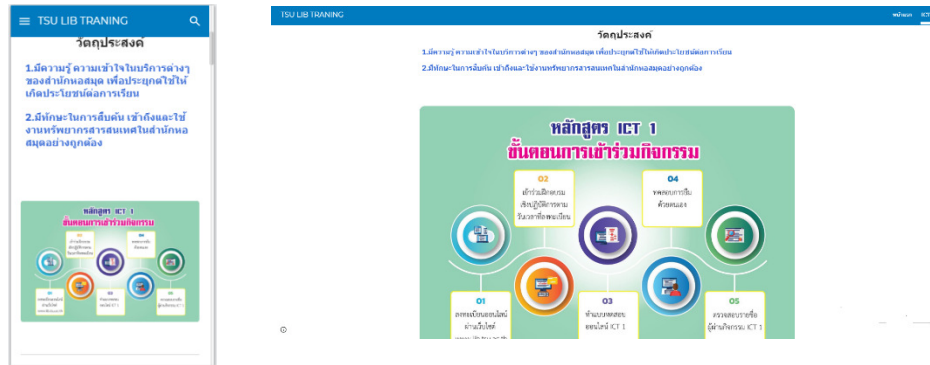 TSU LIB TRANING
วัตถุประสงค์
1.มีความรู้ ความเข้าใจในบริการต่างๆ
ของสำนักหอสมุด เพื่อประยุกต์ใช้ให้
เกิดประโยชน์ต่อการเรียน
2.มีทักษะในการสืบค้น เข้าถึงและใช้
งานทรัพยากรสารสนเทศในสำนักหอ
สมุดอย่างถูกต้อง
หลักสูตร ICT 1
ขั้นตอนการเข้าร่วมกิจกรรม
TSU LIB TRANING
หน้าแรก
วัตถุประสงค์
1.มีความรู้ ความเข้าใจในบริการต่างๆ ของสำนักหอสมุด เพื่อประยุกต์ใช้ให้เกิดประโยชน์ต่อการเรียน
2.มีทักษะในการสืบค้น เข้าถึงและใช้งานทรัพยากรสารสนเทศในสำนักหอสมุดอย่างถูกต้อง
หลักสูตร ICT 1
ขั้นตอนการเข้าร่วมกิจกรรม
02
เข้าร่วมฝึกอบรม
เชิงปฏิบัติการตาม
วันเวลาที่ลงทะเบียน
04
ทดสอบการสืบค้น
ด้วยตนเอง
01
ลงทะเบียนออนไลน์
ผ่านเว็บไซต์
03
ทำแบบทดสอบ
ออนไลน์ ICT 1
05
ตรวจสอบรายชื่อ
ผู้ผ่านกิจกรรม ICT 1